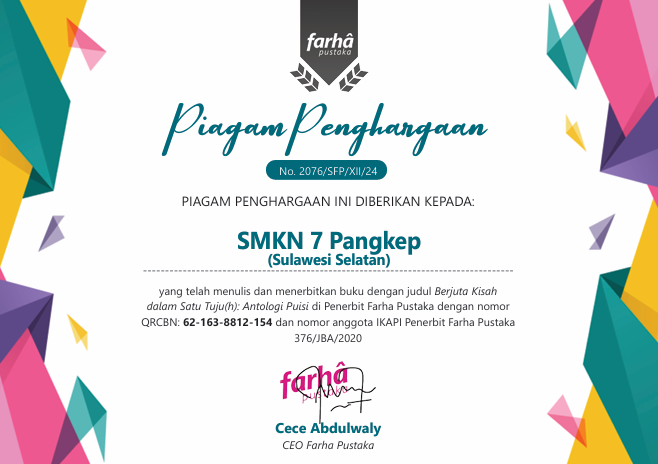 farhâ
pustaka
Piagam Penghargaan
No. 2076/SFP/XII/24
PIAGAM PENGHARGAAN INI DIBERIKAN KEPADA:
SMKN 7 Pangkep
(Sulawesi Selatan)
yang telah menulis dan menerbitkan buku dengan judul Berjuta Kisah
dalam Satu Tuju(h): Antologi Puisi di Penerbit Farha Pustaka dengan nomor
QRCBN: 62-163-8812-154 dan nomor anggota IKAPI Penerbit Farha Pustaka
376/JBA/2020
farhâ
pustaka
Cece Abdulwaly
CEO Farha Pustaka